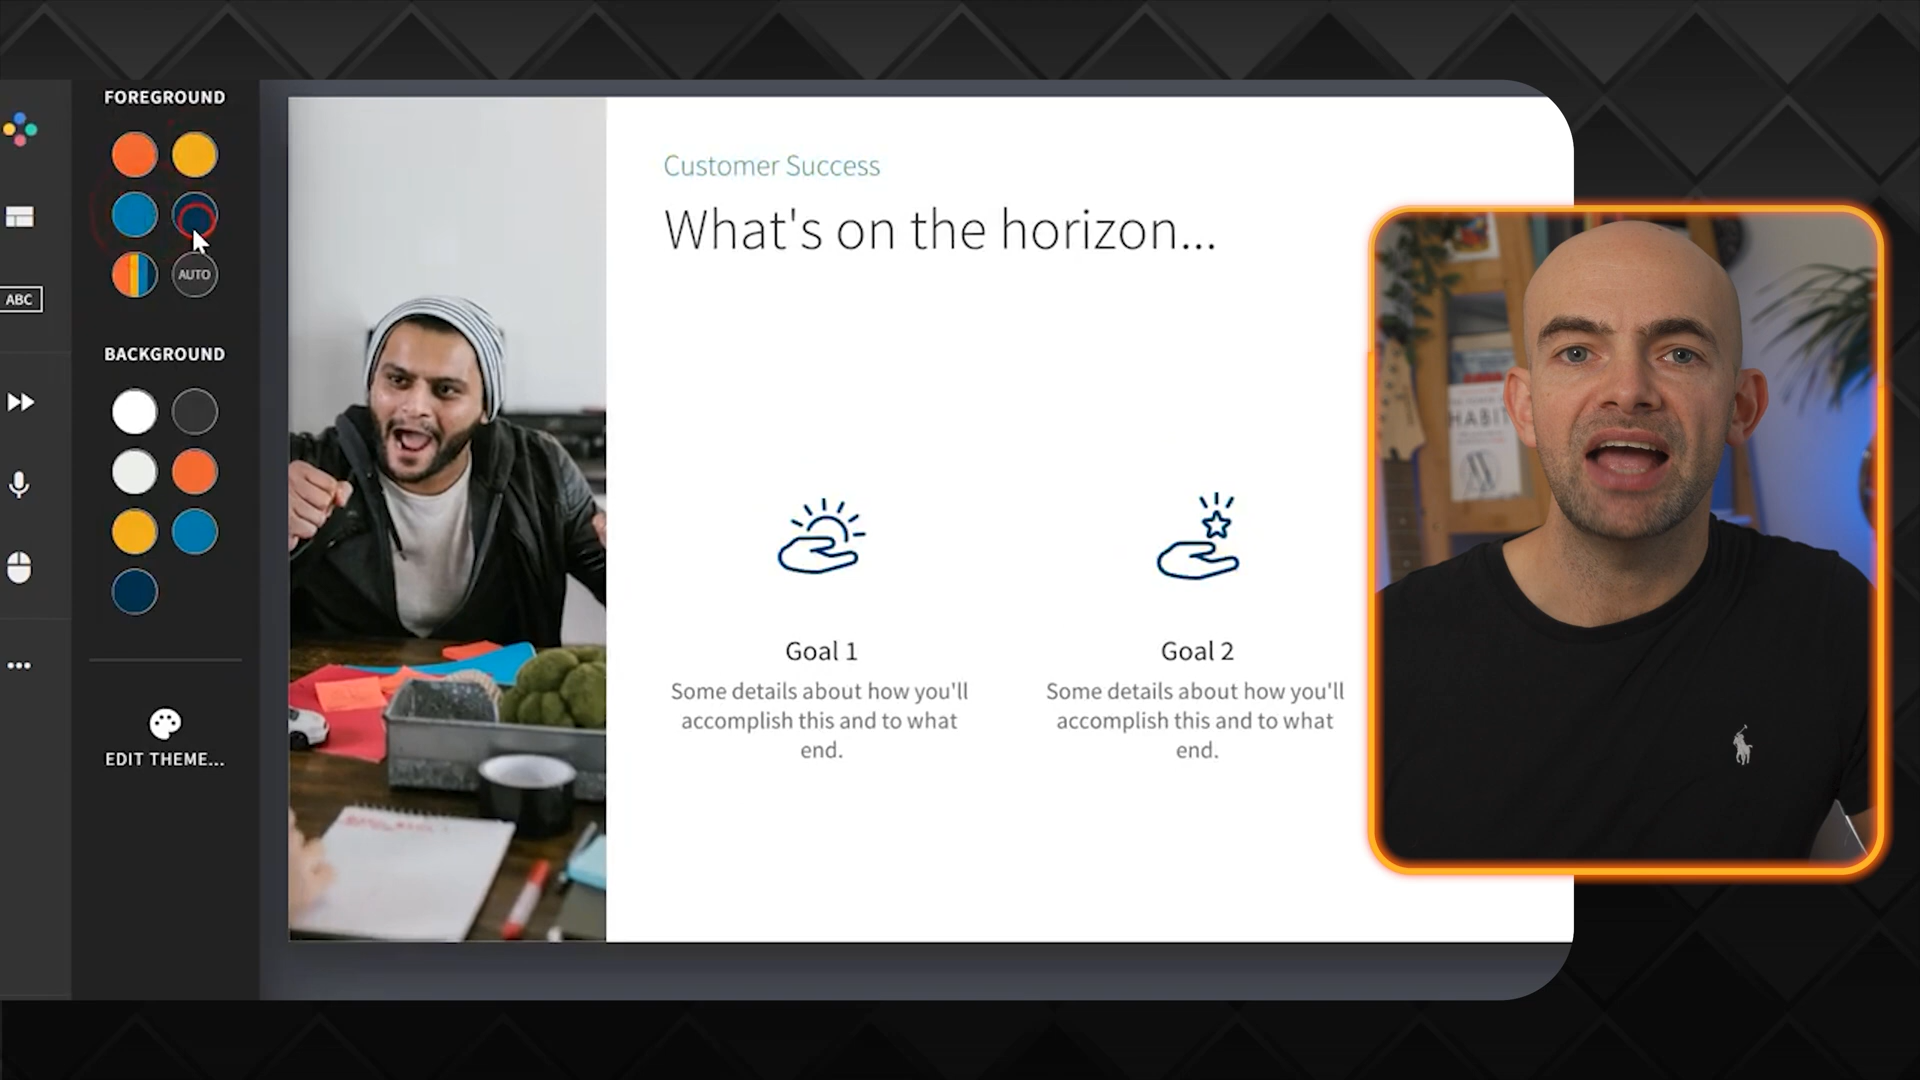 FOREGROUND
AUTO
ABC
BACKGROUND
EDIT THEME...
Customer Success
What's on the horizon...
Goal 1
Some details about how you'll
accomplish this and to what
end.
Goal 2
Some details about how you'll
accomplish this and to what
end.
HABIT